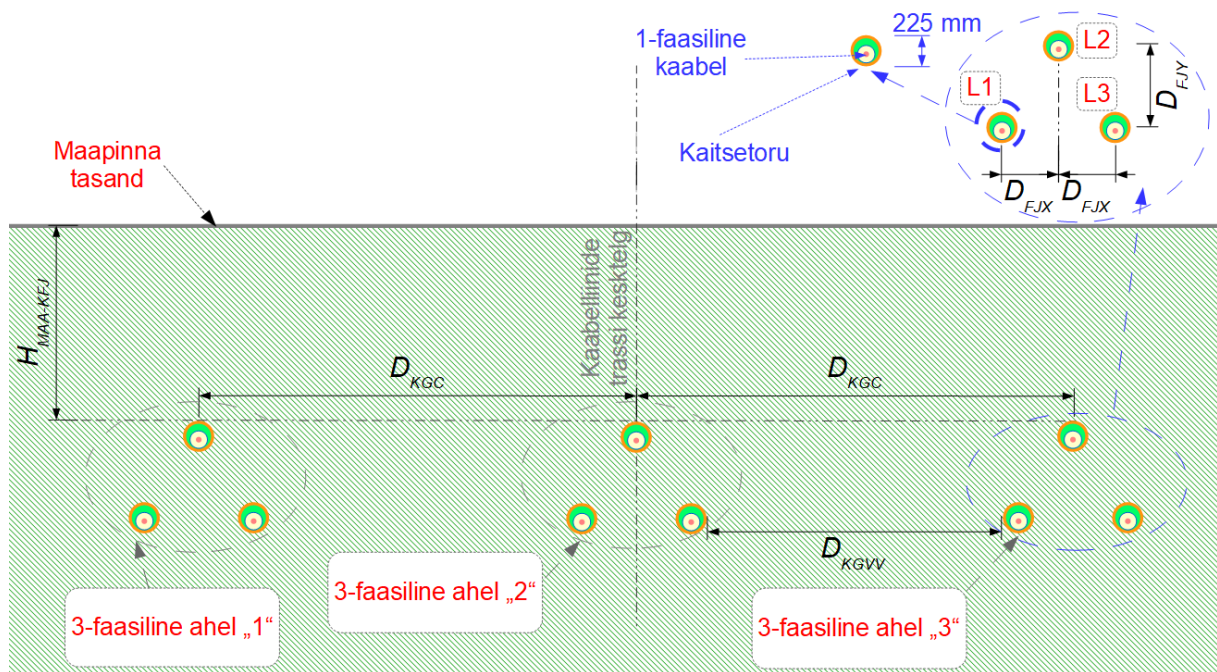 1-faasiline
kaabel
225 mm
L2
L1
L3
D_FJY
Kaitsetoru
D_FJX D_FJX
Maapinna
tasand
H_MAA-KFJ
Kaabelliinide
trassi kesktelg
D_KGC
D_KGC
D_KGVV
3-faasiline ahel „1“
3-faasiline ahel „2“
3-faasiline ahel „3“